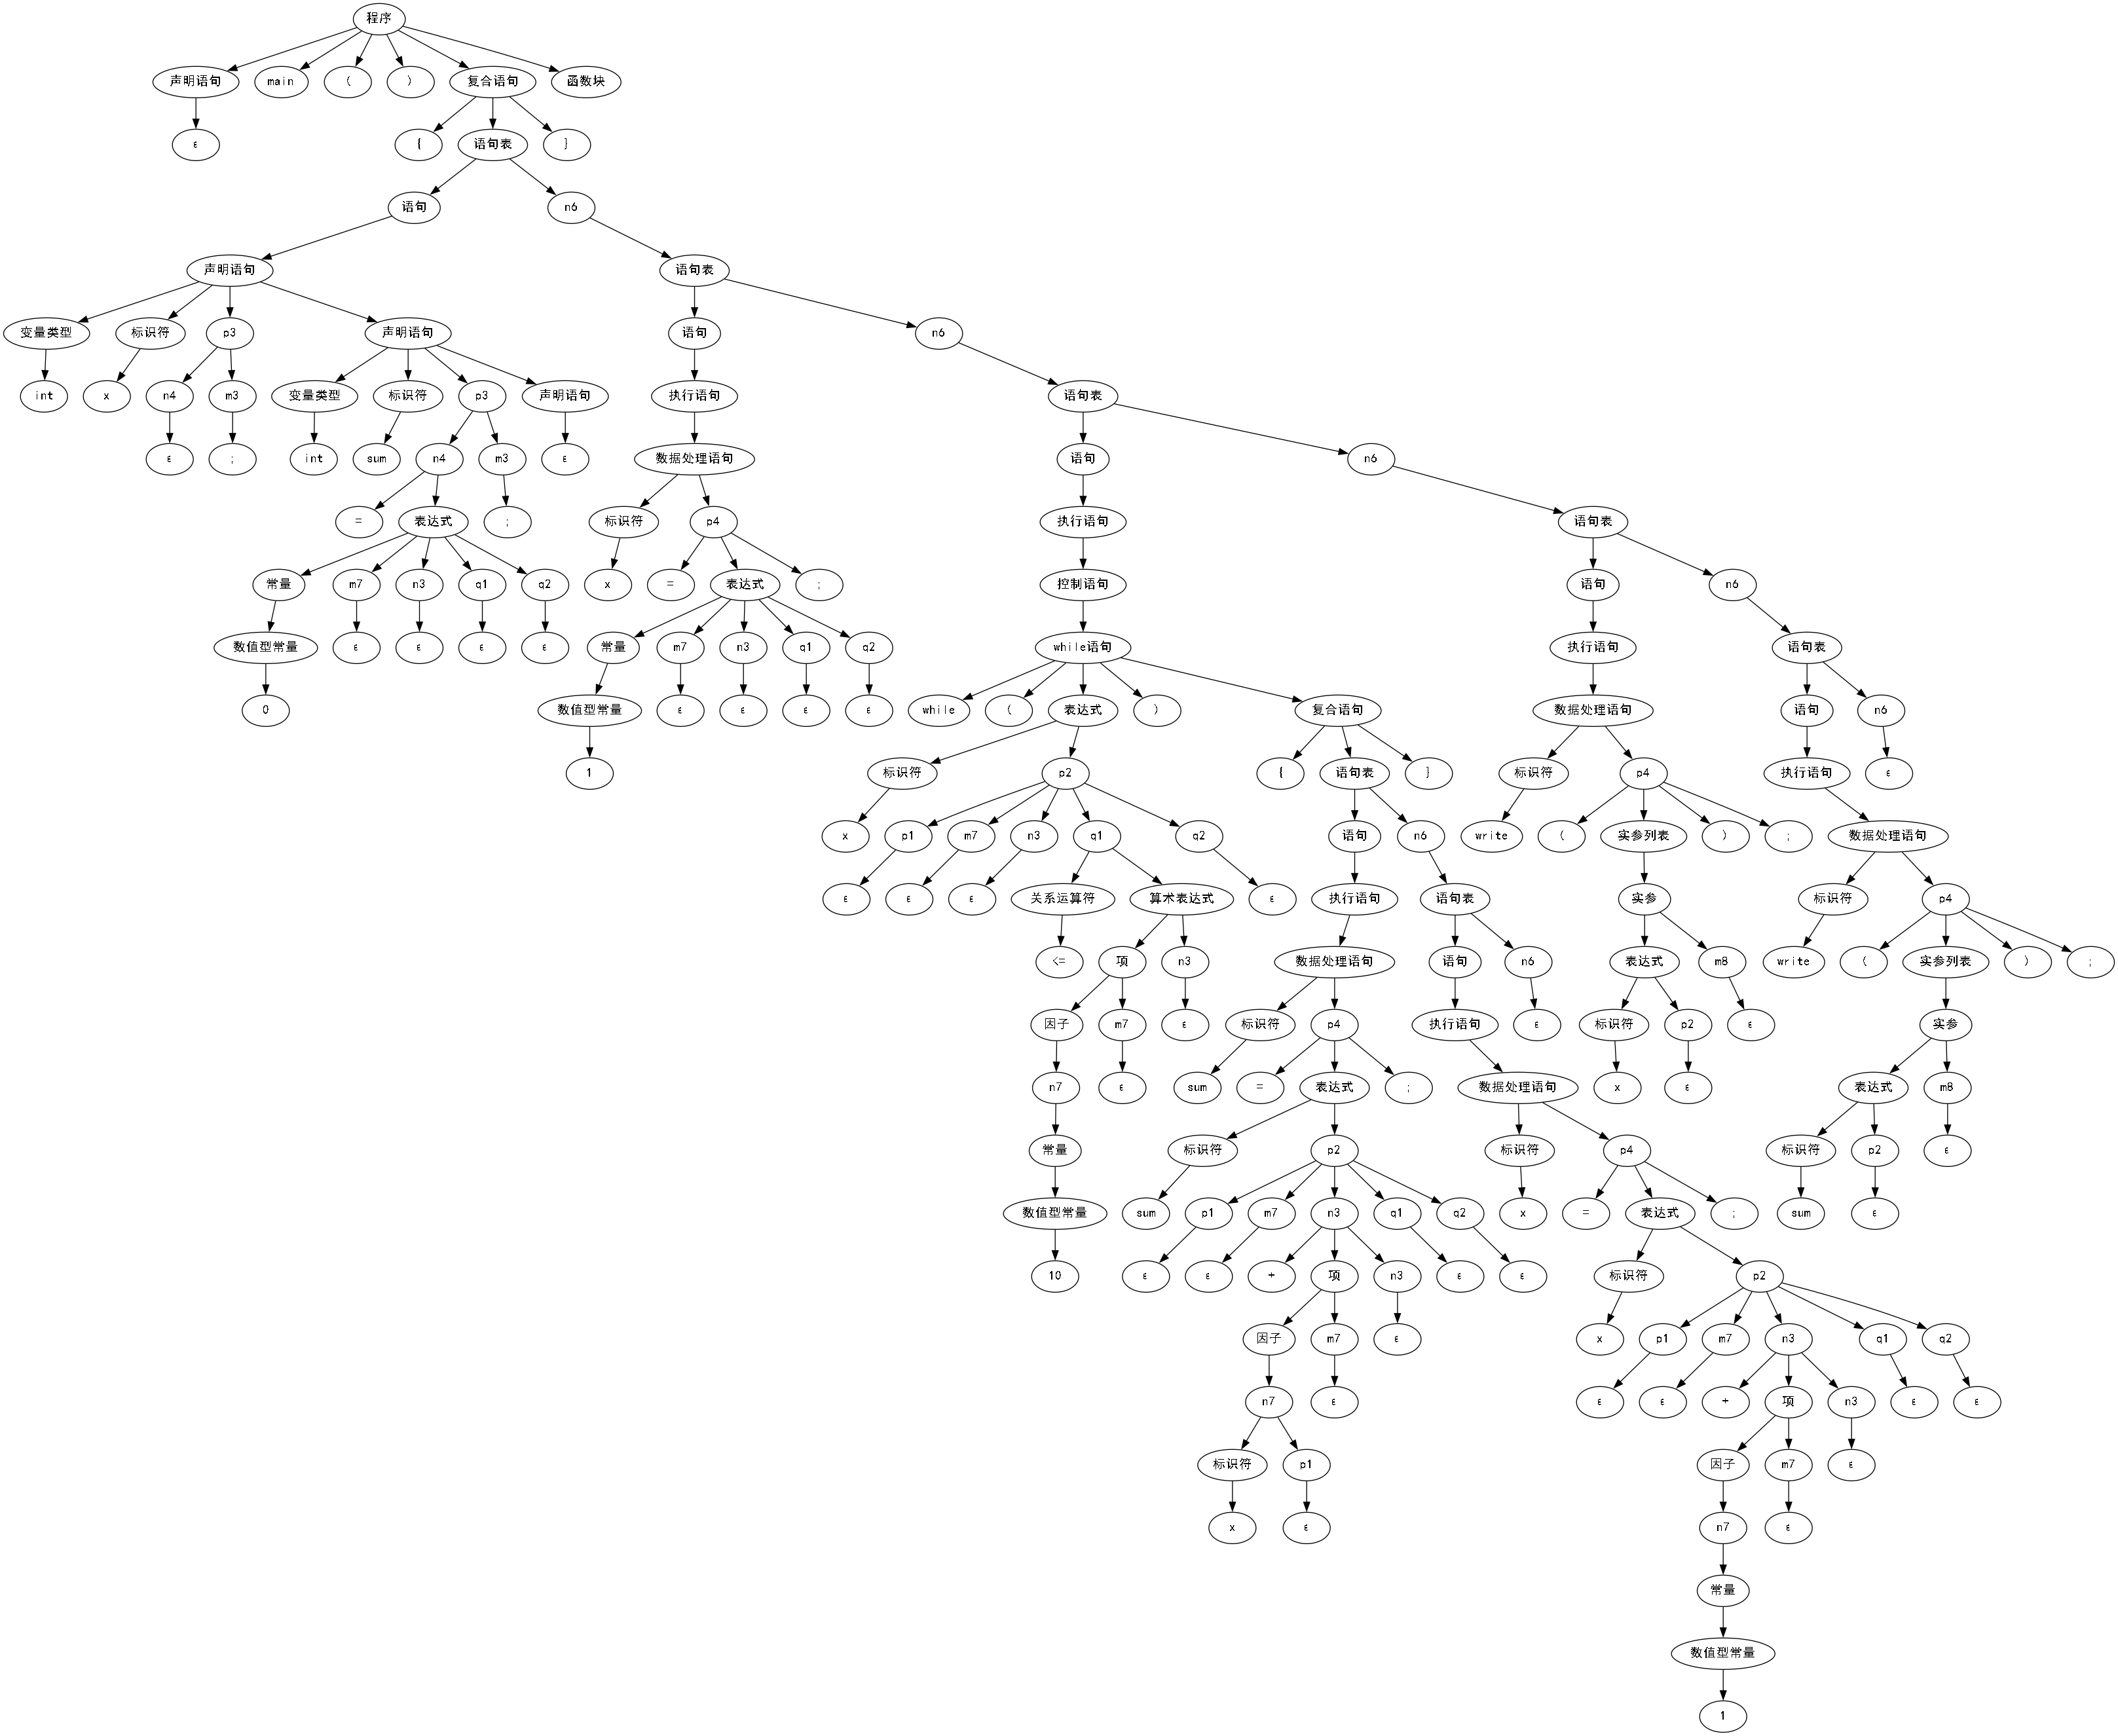 程序
声明语句 main ( ) 复合语句 函数块
ε { 语句表 }
语句 n6
声明语句 语句表
变量类型 标识符 p3 声明语句 语句 n6
int x n4 m3 变量类型 标识符 p3 声明语句 执行语句 语句表
ε ; int sum n4 m3 ε 数据处理语句 语句 n6
= 表达式 ; 标识符 p4 执行语句 语句表
常量 m7 n3 q1 q2 x = 表达式 ; 控制语句 语句 n6
数值型常量 ε ε ε ε 常量 m7 n3 q1 q2 while语句 执行语句 语句表
0 数值型常量 ε ε ε ε while ( 表达式 ) 复合语句 数据处理语句 语句 n6
1 标识符 p2 { 语句表 } 标识符 p4 执行语句 ε
x p1 m7 n3 q1 q2 语句 n6 write ( 实参列表 ) ; 数据处理语句
ε ε ε 关系运算符 算术表达式 ε 执行语句 语句表 实参 标识符 p4
<= 项 n3 数据处理语句 语句 n6 表达式 m8 write ( 实参列表 ) ;
因子 m7 ε 标识符 p4 执行语句 ε 标识符 p2 ε 实参
n7 ε sum = 表达式 ; 数据处理语句 x ε 表达式 m8
常量 标识符 p2 标识符 p4 标识符 p2 ε
数值型常量 sum p1 m7 n3 q1 q2 x = 表达式 ; sum ε
10 ε ε + 项 n3 ε ε 标识符 p2
因子 m7 ε x p1 m7 n3 q1 q2
n7 ε ε ε + 项 n3 ε ε
标识符 p1 因子 m7 ε
x ε n7 ε
常量
数值型常量
1